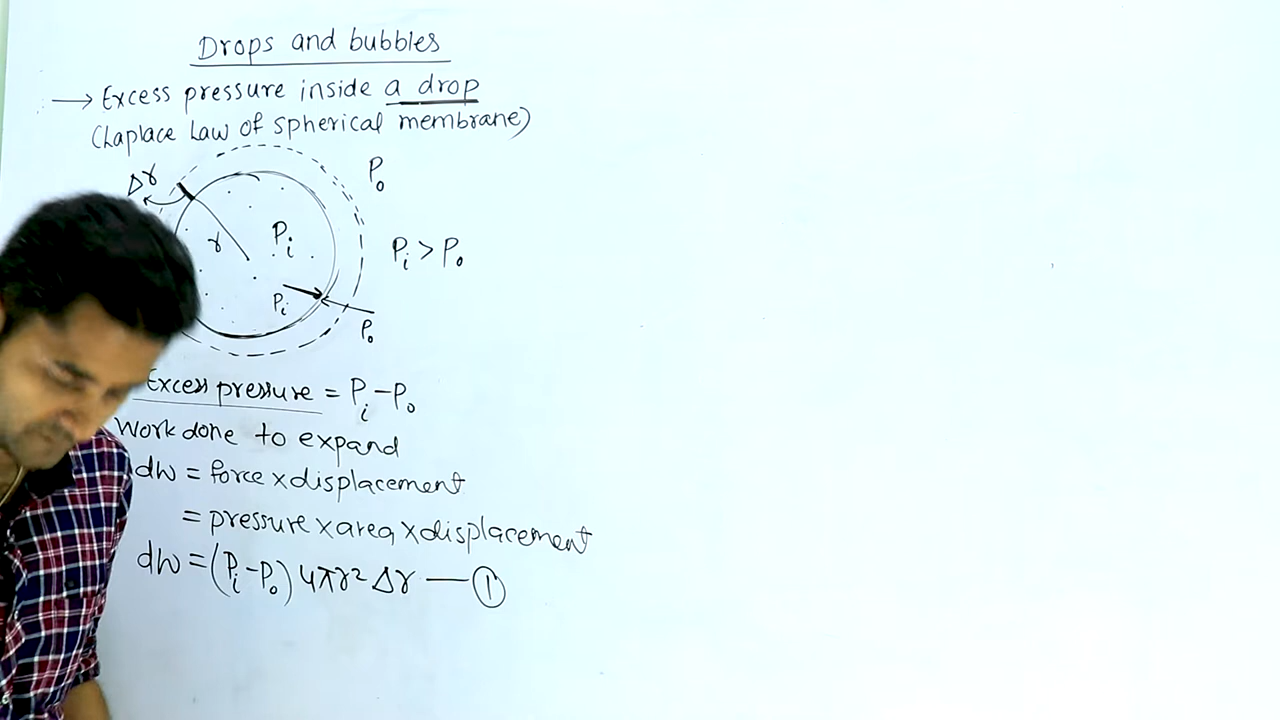 Drops and bubbles
→ Excess pressure inside a drop
(Laplace Law of spherical membrane)
Δr
P₀
r
Pᵢ
Pᵢ > P₀
Pᵢ
P₀
Excess pressure = Pᵢ - P₀
Work done to expand
dw = force × displacement
= pressure × area × displacement
dw = (Pᵢ - P₀) 4πr² Δr — ①